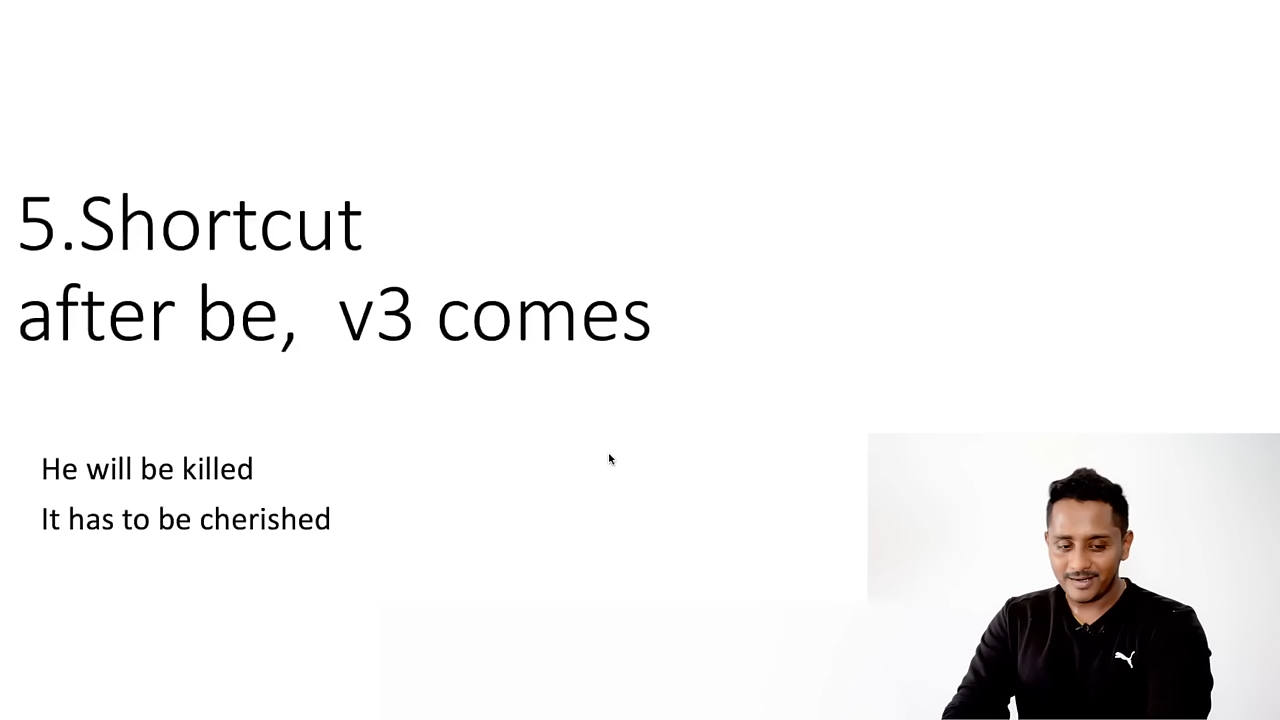 5.Shortcut
after be, v3 comes
He will be killed
It has to be cherished